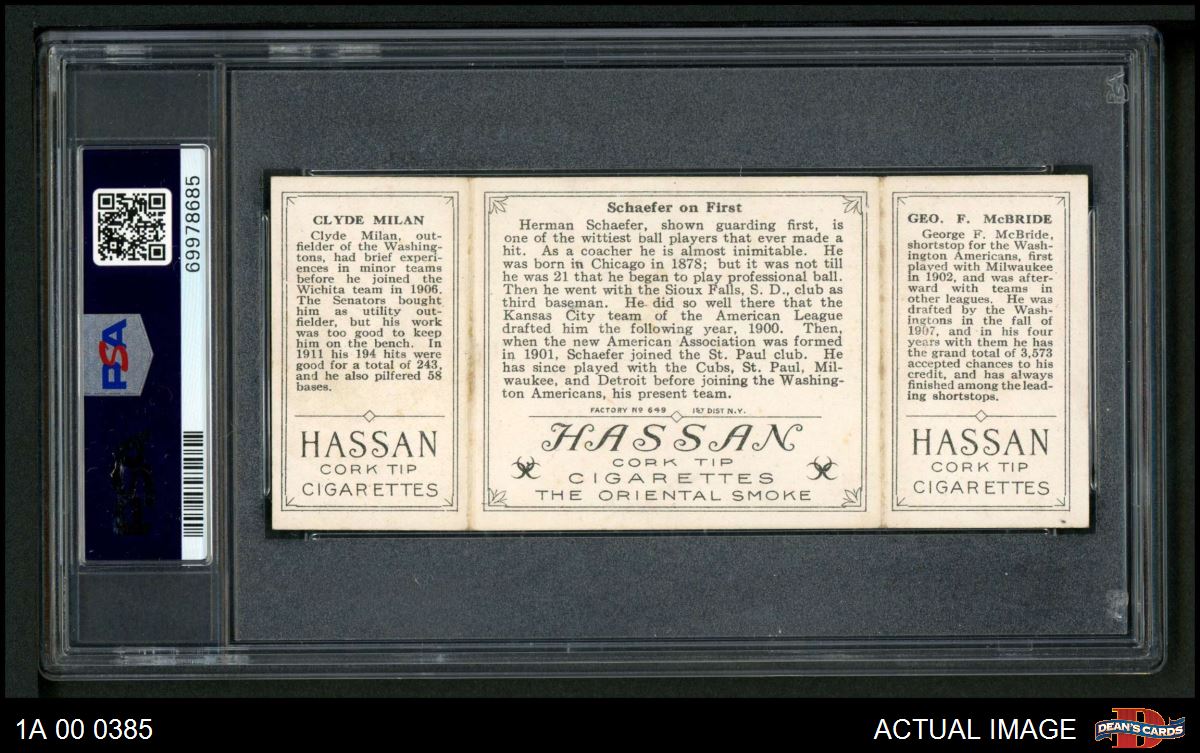 69978685
PSA
CLYDE MILAN
Clyde Milan, out-
fielder of the Washing-
tons, had brief experi-
ences in minor teams
before he joined the
Wichita team in 1906.
The Senators bought
him as utility out-
fielder, but his work
was too good to keep
him on the bench. In
1911 his 194 hits were
good for a total of 243,
and he also pilfered 58
bases.
HASSAN
CORK TIP
CIGARETTES
Schaefer on First
Herman Schaefer, shown guarding first, is
one of the wittiest ball players that ever made a
hit. As a coacher he is almost inimitable. He
was born in Chicago in 1878; but it was not till
he was 21 that he began to play professional ball.
Then he went with the Sioux Falls, S. D., club as
third baseman. He did so well there that the
Kansas City team of the American League
drafted him the following year, 1900. Then,
when the new American Association was formed
in 1901, Schaefer joined the St. Paul club. He
has since played with the Cubs, St. Paul, Mil-
waukee, and Detroit before joining the Washing-
ton Americans, his present team.
FACTORY Nº 649 1ST DIST N.Y.
HASSAN
CORK TIP
CIGARETTES
THE ORIENTAL SMOKE
GEO. F. McBRIDE
George F. McBride,
shortstop for the Wash-
ington Americans, first
played with Milwaukee
in 1902, and was after-
ward with teams in
other leagues. He was
drafted by the Wash-
ingtons in the fall of
1907, and in his four
years with them he has
the grand total of 3,573
accepted chances to his
credit, and has always
finished among the lead-
ing shortstops.
HASSAN
CORK TIP
CIGARETTES
1A 00 0385
ACTUAL IMAGE
D
DEAN'S CARDS